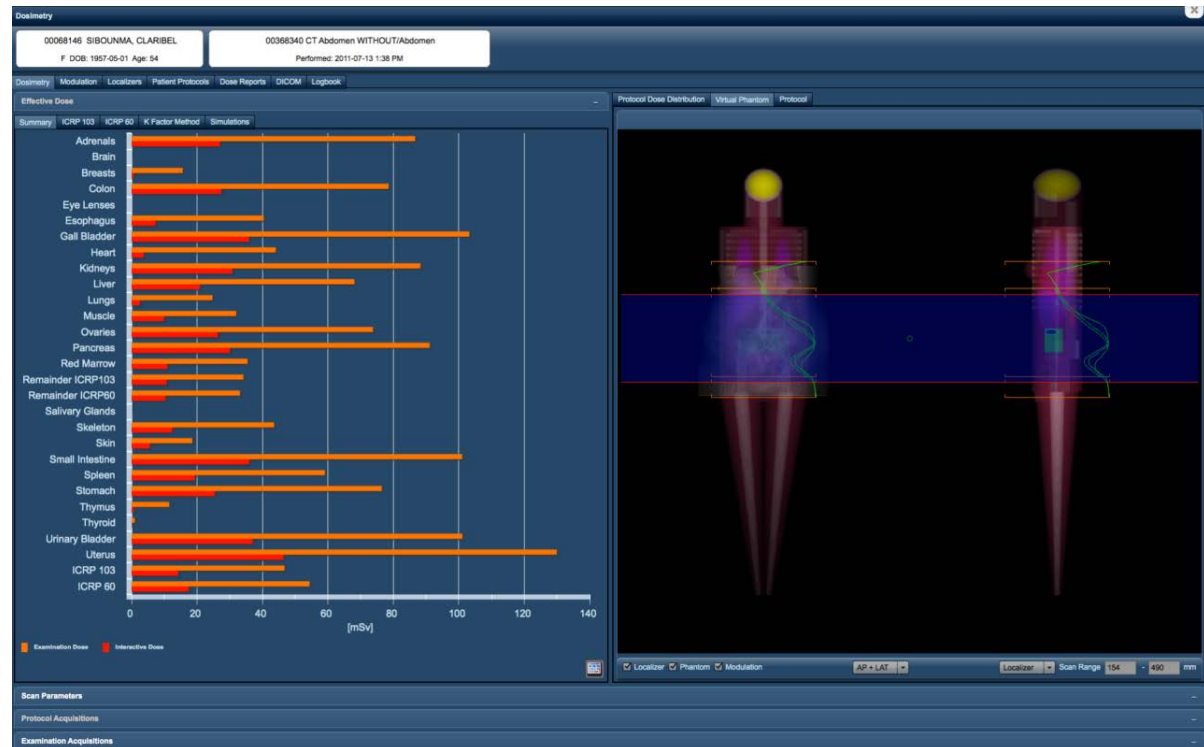 Dosimetry
00068146 SIBOUNMA, CLARIBEL
F DOB: 1957-05-01 Age: 54
00368340 CT Abdomen WITHOUT/Abdomen
Performed: 2011-07-13 1:38 PM
Dosimetry Modulation Localizers Patient Protocols Dose Reports DICOM Logbook
Effective Dose
Summary ICRP 103 ICRP 60 K Factor Method Simulations
Adrenals
Brain
Breasts
Colon
Eye Lenses
Esophagus
Gall Bladder
Heart
Kidneys
Liver
Lungs
Muscle
Ovaries
Pancreas
Red Marrow
Remainder ICRP103
Remainder ICRP60
Salivary Glands
Skeleton
Skin
Small Intestine
Spleen
Stomach
Thymus
Thyroid
Urinary Bladder
Uterus
ICRP 103
ICRP 60
0 20 40 60 80 100 120 140
[mSv]
Examination Dose Interactive Dose
Protocol Dose Distribution Virtual Phantom Protocol
Localizer Phantom Modulation AP + LAT Localizer Scan Range 154 - 490 mm
Scan Parameters
Protocol Acquisitions
Examination Acquisitions